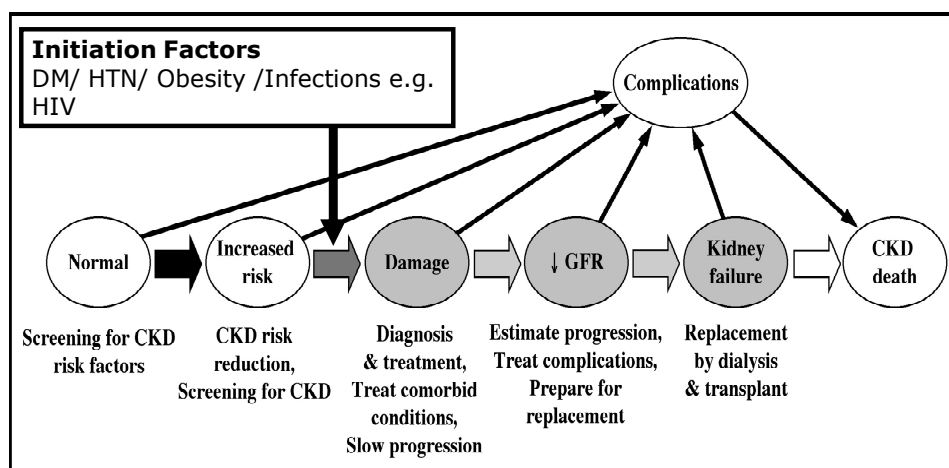 Initiation Factors
DM/ HTN/ Obesity /Infections e.g.
HIV
Complications
Normal
Increased
risk
Damage
↓ GFR
Kidney
failure
CKD
death
Screening for CKD
risk factors
CKD risk
reduction,
Screening for CKD
Diagnosis
& treatment,
Treat comorbid
conditions,
Slow progression
Estimate progression,
Treat complications,
Prepare for
replacement
Replacement
by dialysis
& transplant